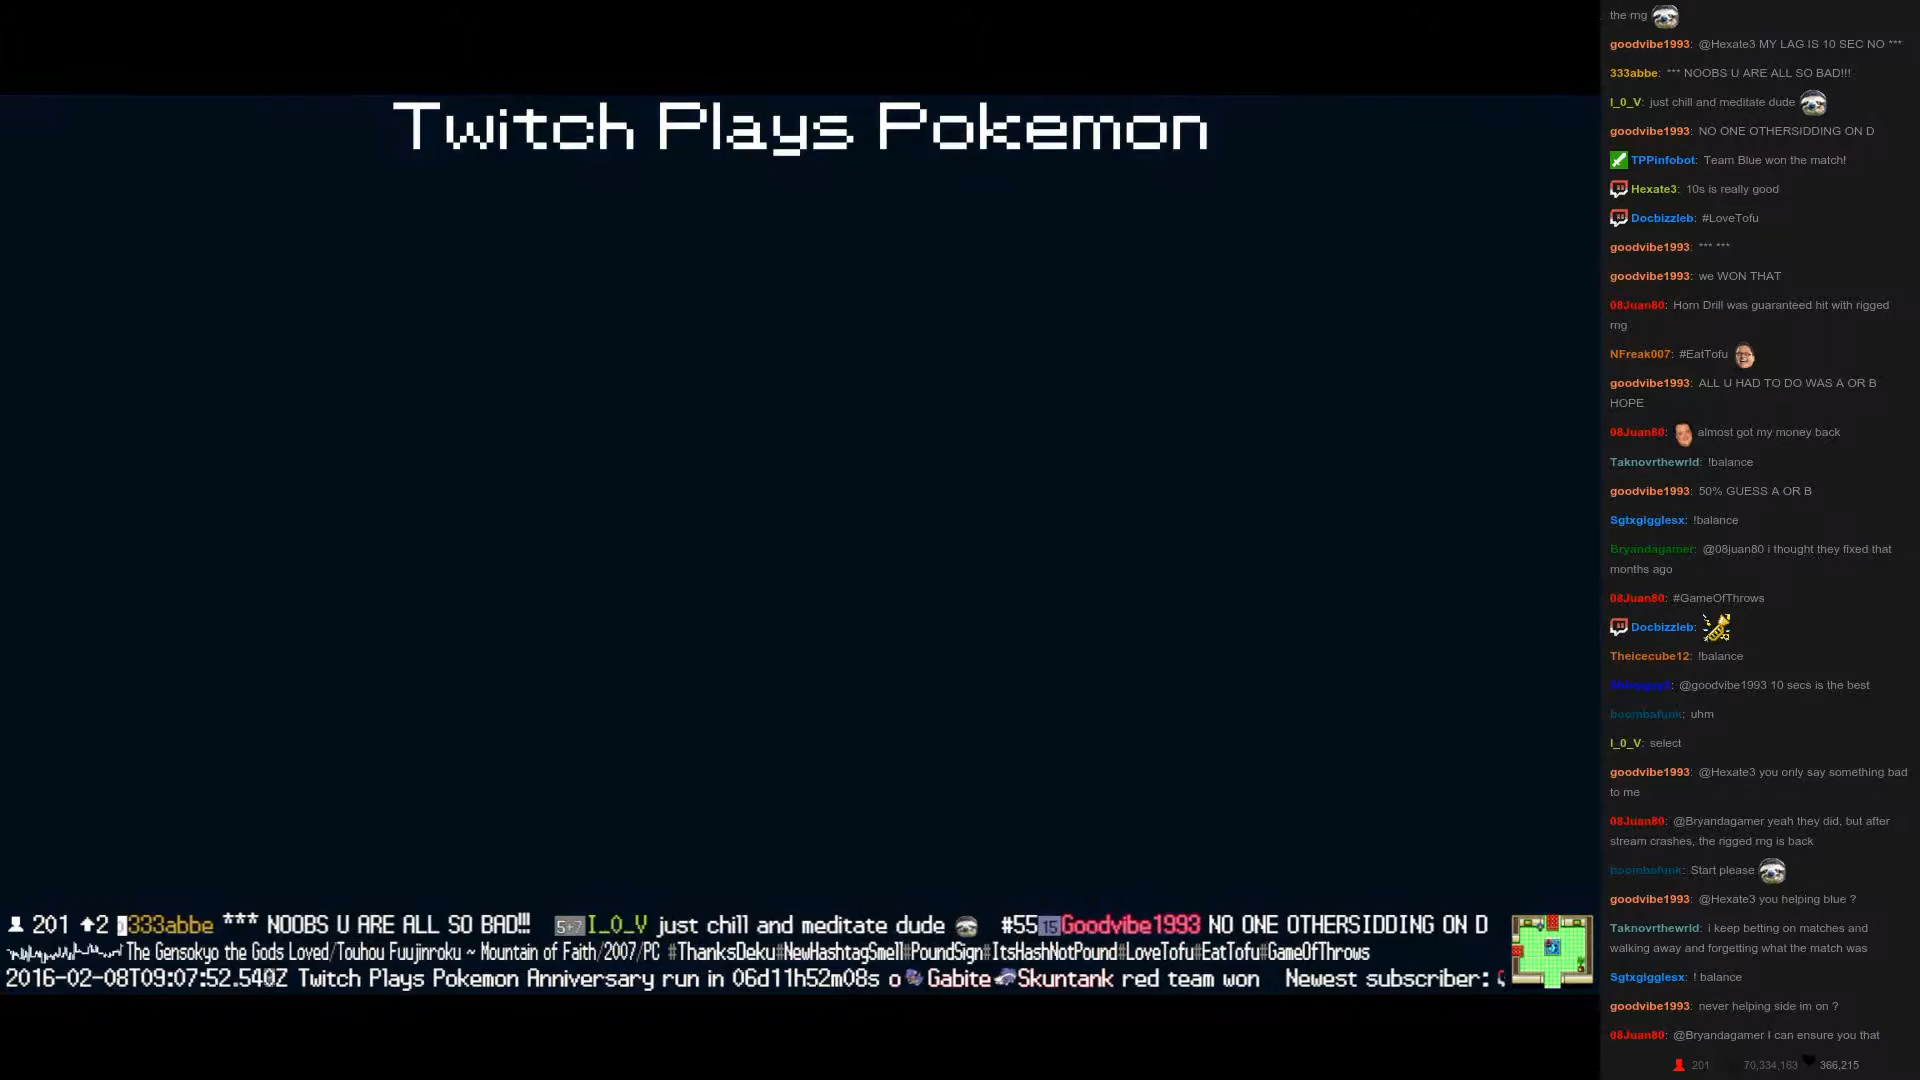 Twitch Plays Pokemon
201 2 333abbe *** NOOBS U ARE ALL SO BAD!!! 5+7 I_O_V just chill and meditate dude #55 15 Goodvibe1993 NO ONE OTHERSIDDING ON D
The Gensokyo the Gods Loved/Touhou Fuujinroku ~ Mountain of Faith/2007/PC #ThanksDeku#NewHashtagSmell#PoundSign#ItsHashNotPound#LoveTofu#EatTofu#GameOfThrows
2016-02-08T09:07:52.540Z Twitch Plays Pokemon Anniversary run in 06d11h52m08s o Gabite Skuntank red team won Newest subscriber:
the rng
goodvibe1993: @Hexate3 MY LAG IS 10 SEC NO ***
333abbe: *** NOOBS U ARE ALL SO BAD!!!
I_0_V: just chill and meditate dude
goodvibe1993: NO ONE OTHERSIDDING ON D
TPPinfobot: Team Blue won the match!
Hexate3: 10s is really good
Docbizzleb: #LoveTofu
goodvibe1993: *** ***
goodvibe1993: we WON THAT
08Juan80: Horn Drill was guaranteed hit with rigged
rng
NFreak007: #EatTofu
goodvibe1993: ALL U HAD TO DO WAS A OR B
HOPE
08Juan80: almost got my money back
Taknovrthewrld: !balance
goodvibe1993: 50% GUESS A OR B
Sgtxgigglesx: !balance
Bryandagamer: @08juan80 i thought they fixed that
months ago
08Juan80: #GameOfThrows
Docbizzleb:
Theicecube12: !balance
: @goodvibe1993 10 secs is the best
boombafunk: uhm
I_0_V: select
goodvibe1993: @Hexate3 you only say something bad
to me
08Juan80: @Bryandagamer yeah they did, but after
stream crashes, the rigged rng is back
boombafunk: Start please
goodvibe1993: @Hexate3 you helping blue ?
Taknovrthewrld: i keep betting on matches and
walking away and forgetting what the match was
Sgtxgigglesx: ! balance
goodvibe1993: never helping side im on ?
08Juan80: @Bryandagamer I can ensure you that
201 70,334,163 366,215